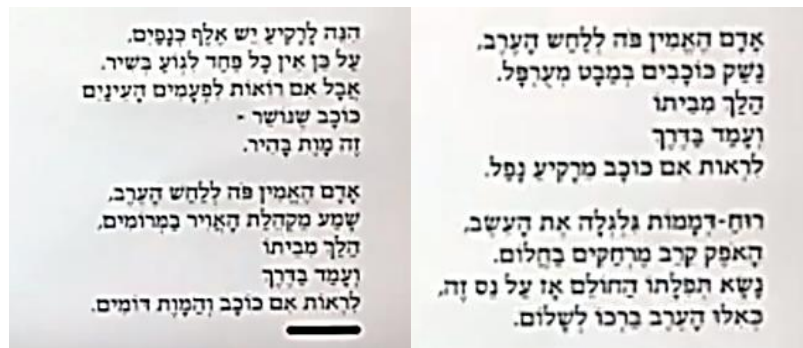 אָדָם הֶאֱמִין פֹּה לְלַחַשׁ הָעֶרֶב,
נָשַׁק כּוֹכָבִים בְּמַבָּט מְעֻרְפָּל.
הָלַךְ מִבֵּיתוֹ
וְעָמַד בַּדֶּרֶךְ
לִרְאוֹת אִם כּוֹכָב מֵרָקִיעַ נָפַל.
רוּחַ-דְּמָמוֹת גִּלְגְּלָה אֶת הָעֵשֶׂב,
הָאֹפֶק קֵרֵב מֶרְחַקִּים בַּחֲלוֹם.
נָשָׂא תְּפִלָּתוֹ הַחוֹלֵם אָז עַל נֵס זֶה,
כְּאִלּוּ הָעֶרֶב בֵּרְכוֹ לְשָׁלוֹם.
הִנֵּה לָרָקִיעַ יֵשׁ אֶלֶף כְּנָפַיִם,
עַל כֵּן אֵין כָּל פַּחַד לִגְוֹעַ בְּשִׁיר.
אֲבָל אִם רוֹאוֹת לִפְעָמִים הָעֵינַיִם
כּוֹכָב שֶׁנּוֹשֵׁר -
זֶה מָוֶת בָּהִיר.
אָדָם הֶאֱמִין פֹּה לְלַחַשׁ הָעֶרֶב,
שָׁמַע מַקְהֵלַת הָאֲוִיר בַּמְּרוֹמִים,
הָלַךְ מִבֵּיתוֹ
וְעָמַד בַּדֶּרֶךְ
לִרְאוֹת אִם כּוֹכָב וְהַמָּוֶת דּוֹמִים.